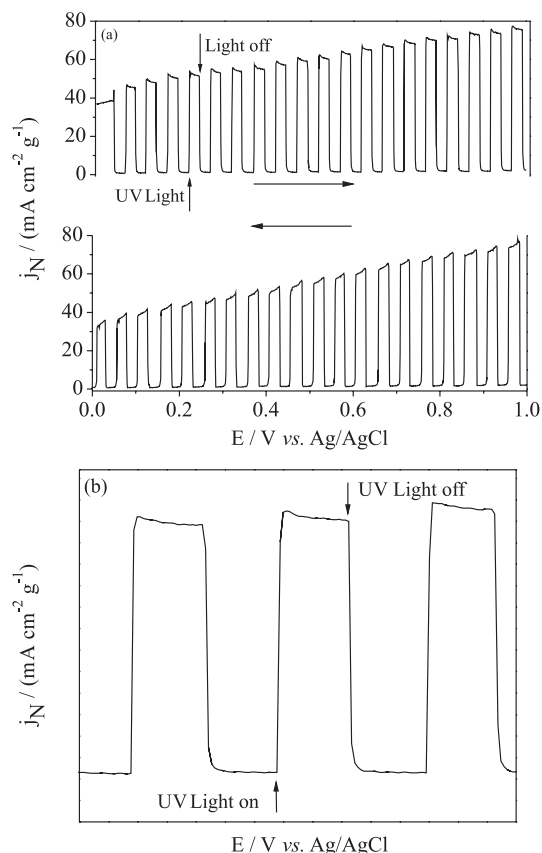 (a)
80
Light off
60
40
20
0
UV Light
j_N / (mA cm⁻² g⁻¹)
80
60
40
20
0
0.0 0.2 0.4 0.6 0.8 1.0
E / V vs. Ag/AgCl
(b)
UV Light off
j_N / (mA cm⁻² g⁻¹)
UV Light on
E / V vs. Ag/AgCl